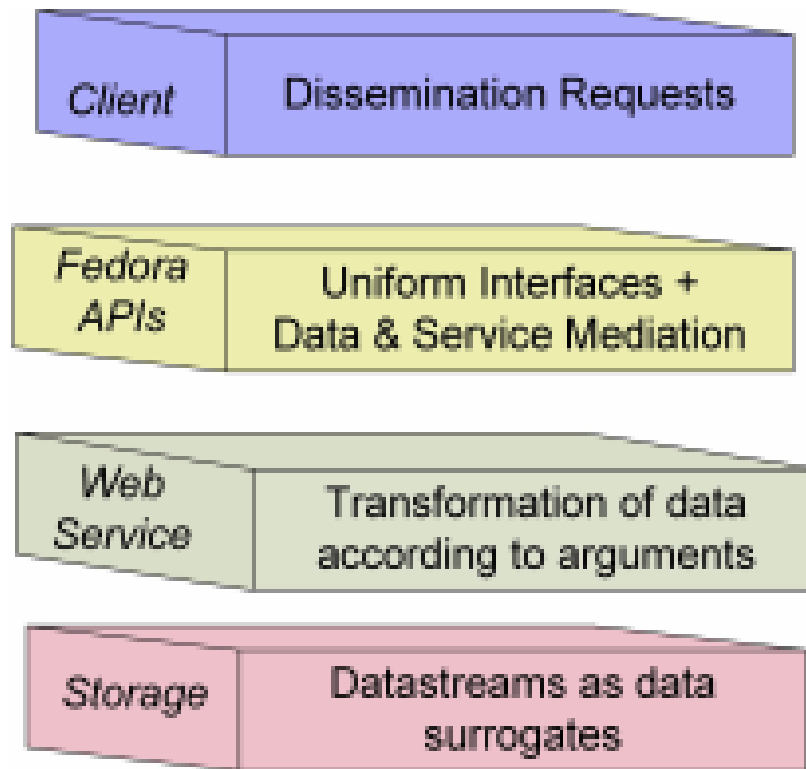 Client
Dissemination Requests
Fedora
APIs
Uniform Interfaces +
Data & Service Mediation
Web
Service
Transformation of data
according to arguments
Storage
Datastreams as data
surrogates